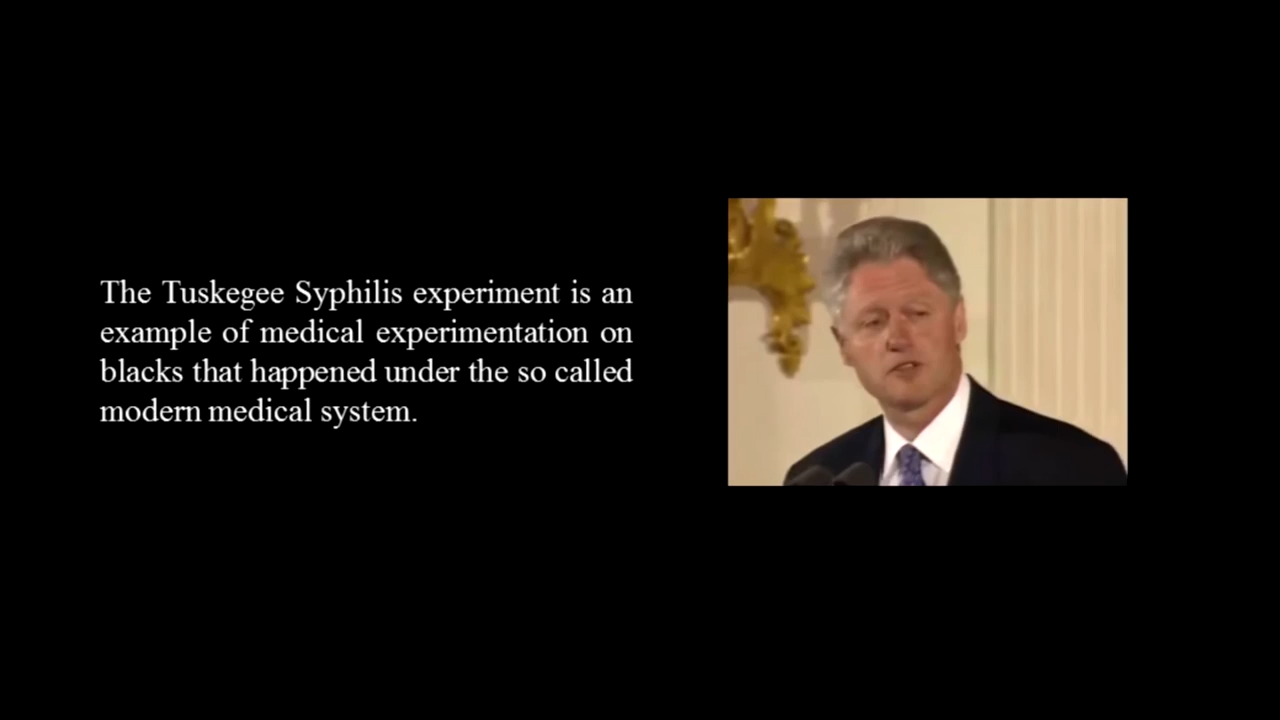 The Tuskegee Syphilis experiment is an
example of medical experimentation on
blacks that happened under the so called
modern medical system.